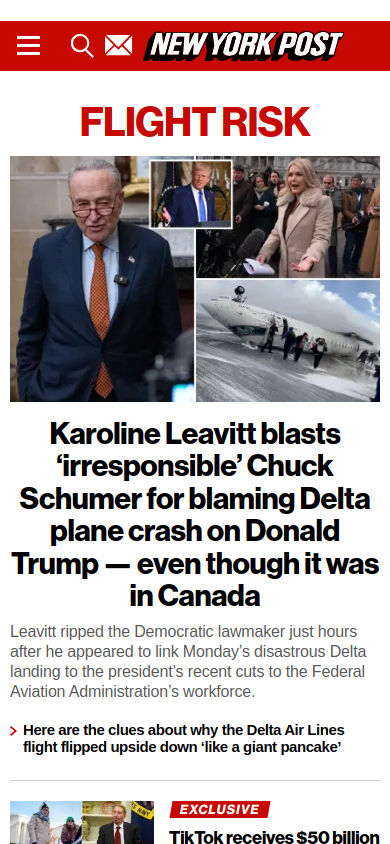 NEW YORK POST
FLIGHT RISK
Karoline Leavitt blasts
‘irresponsible’ Chuck
Schumer for blaming Delta
plane crash on Donald
Trump — even though it was
in Canada
Leavitt ripped the Democratic lawmaker just hours
after he appeared to link Monday’s disastrous Delta
landing to the president’s recent cuts to the Federal
Aviation Administration’s workforce.
Here are the clues about why the Delta Air Lines
flight flipped upside down ‘like a giant pancake’
EXCLUSIVE
TikTok receives $50 billion